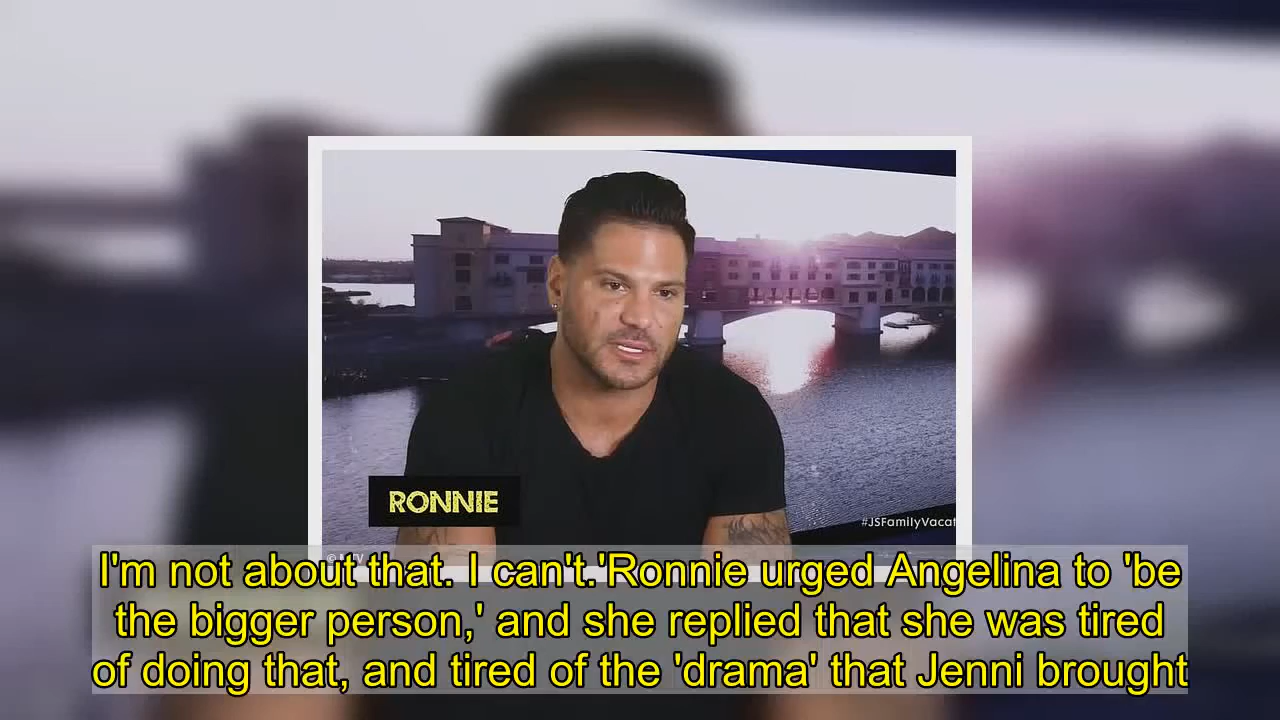 RONNIE
#JSFamilyVacat
© MTV
I'm not about that. I can't.'Ronnie urged Angelina to 'be
the bigger person,' and she replied that she was tired
of doing that, and tired of the 'drama' that Jenni brought